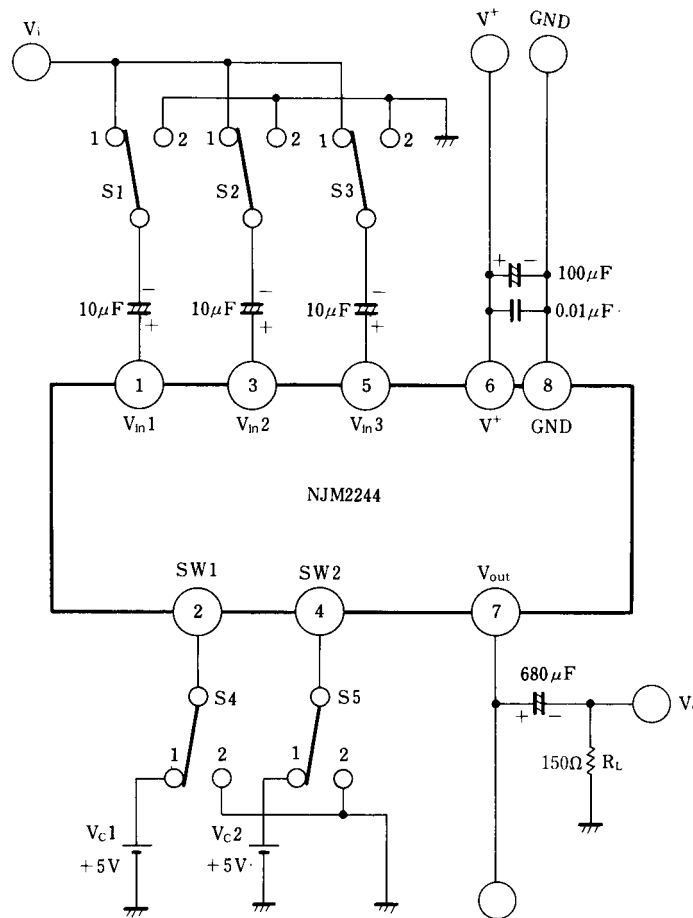 Vi
V+
GND
1 2 1 2 1 2
S1
S2
S3
− + −
10μF
10μF
10μF
100μF
0.01μF
+ + +
1
3
5
6
8
Vin1
Vin2
Vin3
V+
GND
NJM2244
SW1
SW2
Vout
2
4
7
680μF
S4
S5
+ −
1 2 1 2
150Ω RL
VC1
+5V
VC2
+5V